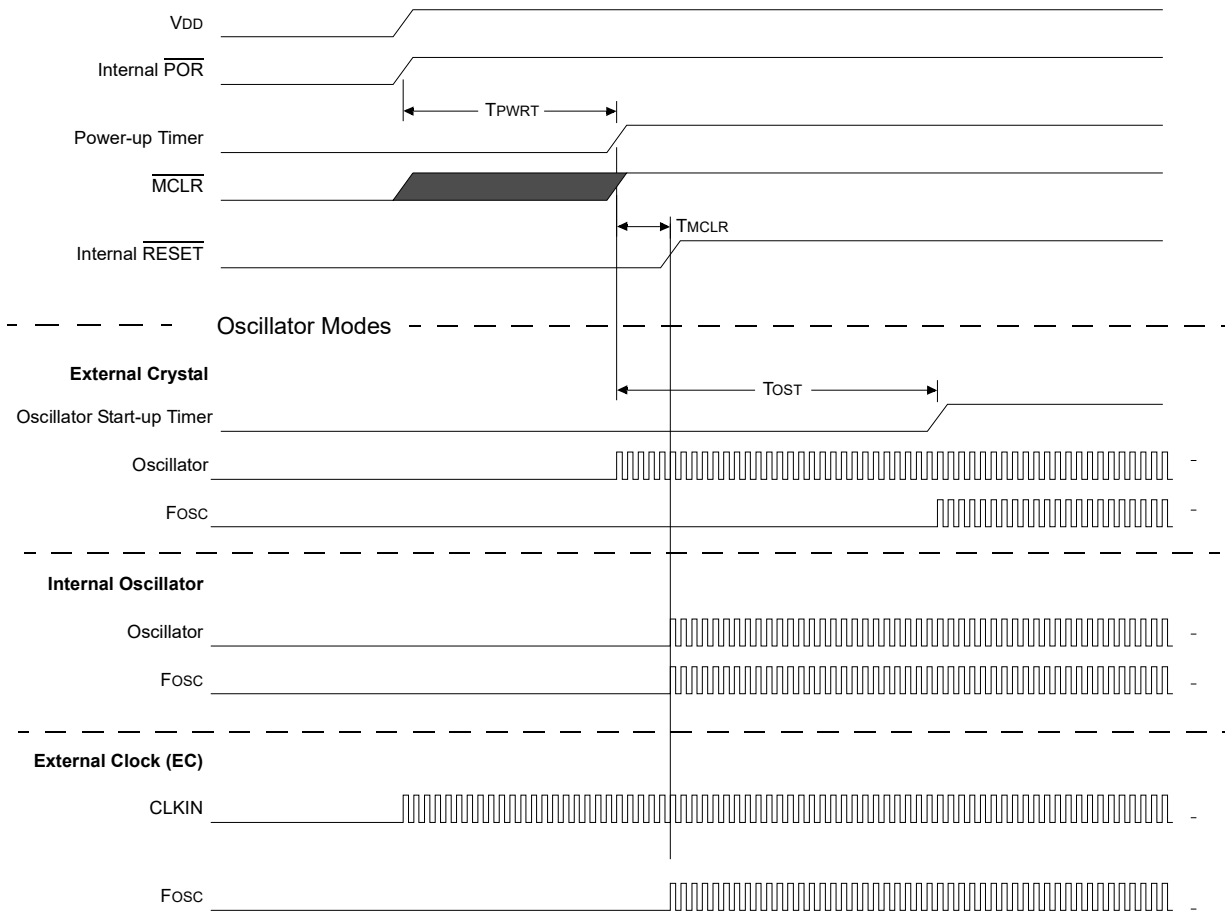 VDD
Internal POR
TPWRT
Power-up Timer
MCLR
TMCLR
Internal RESET
Oscillator Modes
External Crystal
TOST
Oscillator Start-up Timer
Oscillator
FOSC
Internal Oscillator
Oscillator
FOSC
External Clock (EC)
CLKIN
FOSC